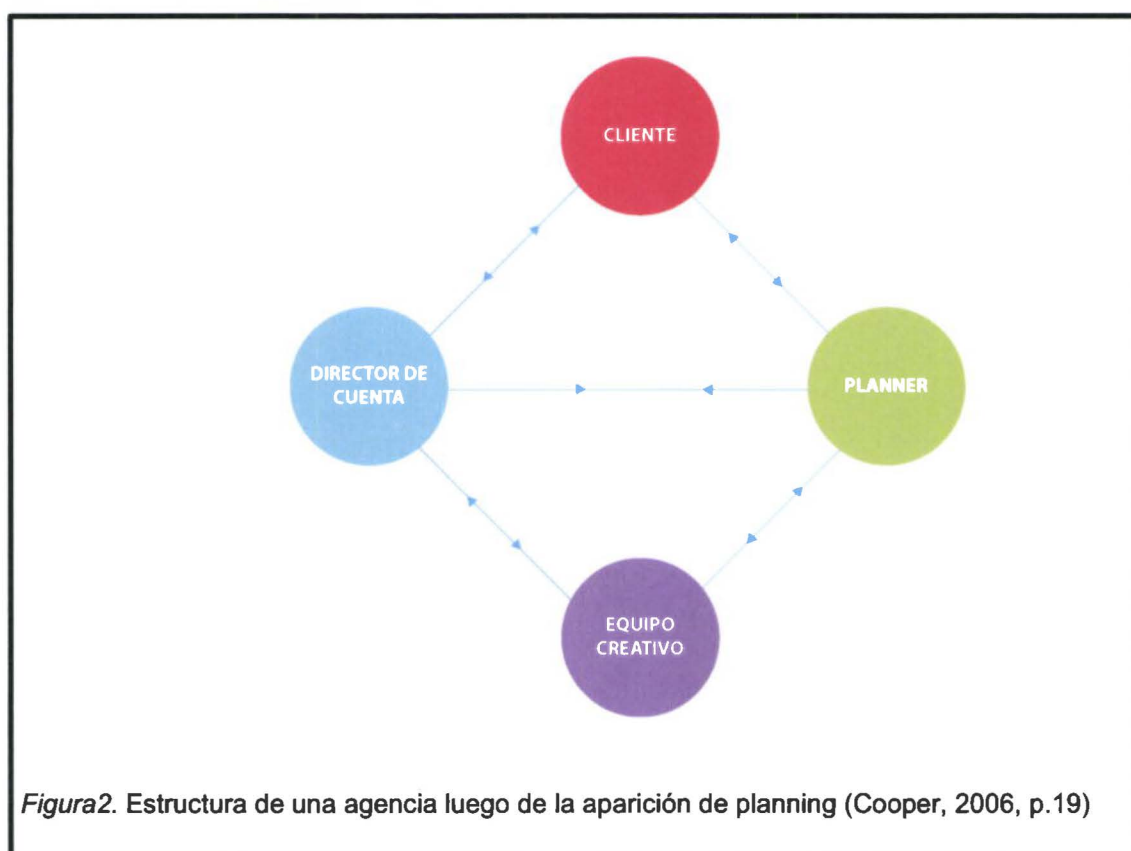 CLIENTE
DIRECTOR DE
CUENTA
PLANNER
EQUIPO
CREATIVO
Figura2. Estructura de una agencia luego de la aparición de planning (Cooper, 2006, p.19)